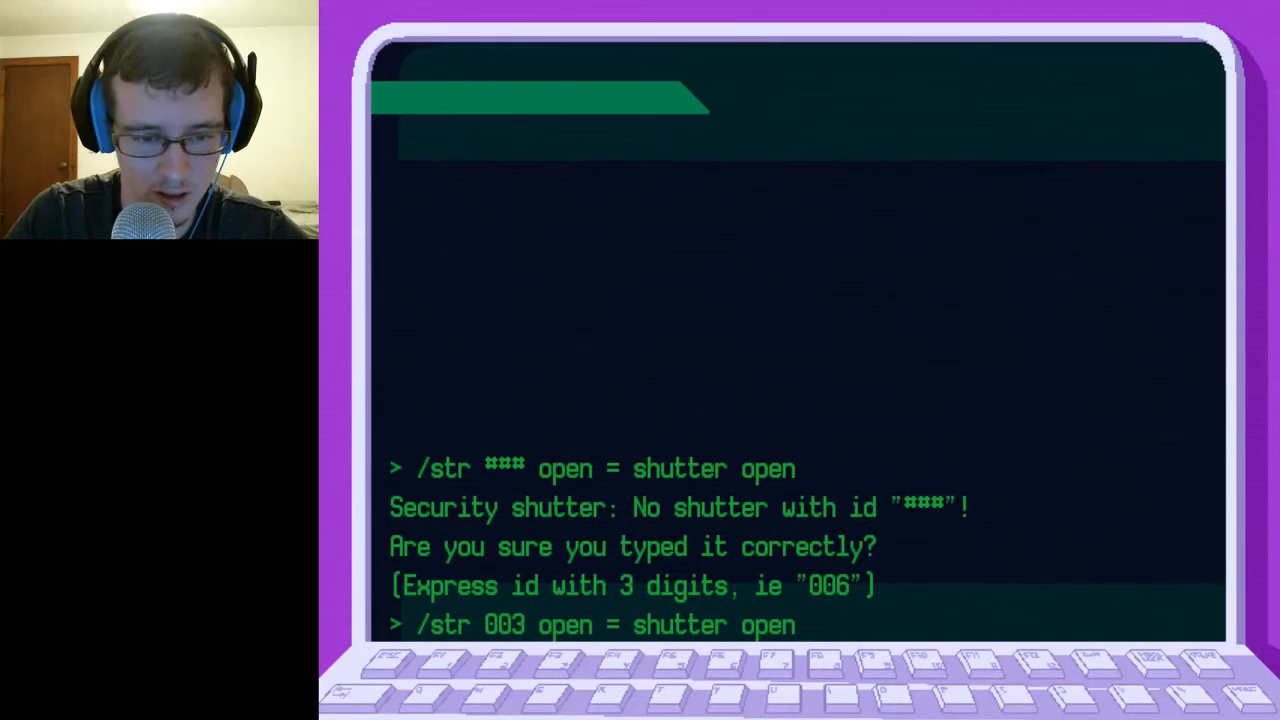 > /str ### open = shutter open
Security shutter: No shutter with id "###"!
Are you sure you typed it correctly?
(Express id with 3 digits, ie "006")
> /str 003 open = shutter open